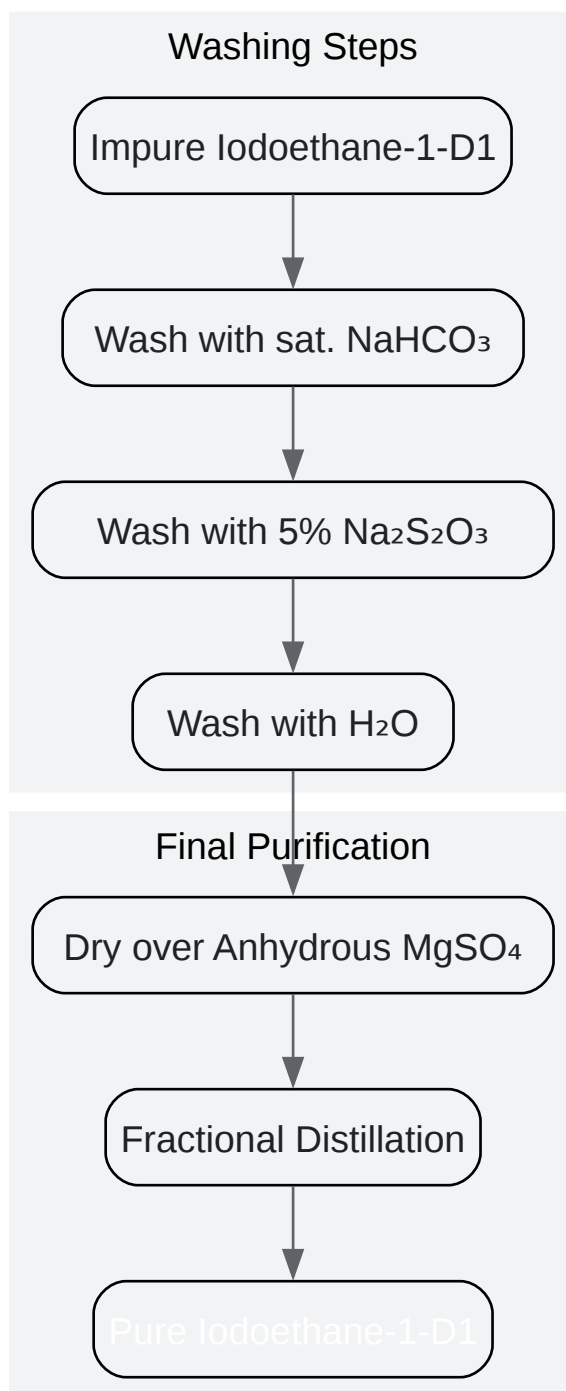 Washing Steps
Impure Iodoethane-1-D1
Wash with sat. NaHCO₃
Wash with 5% Na₂S₂O₃
Wash with H₂O
Final Purification
Dry over Anhydrous MgSO₄
Fractional Distillation
Pure Iodoethane-1-D1